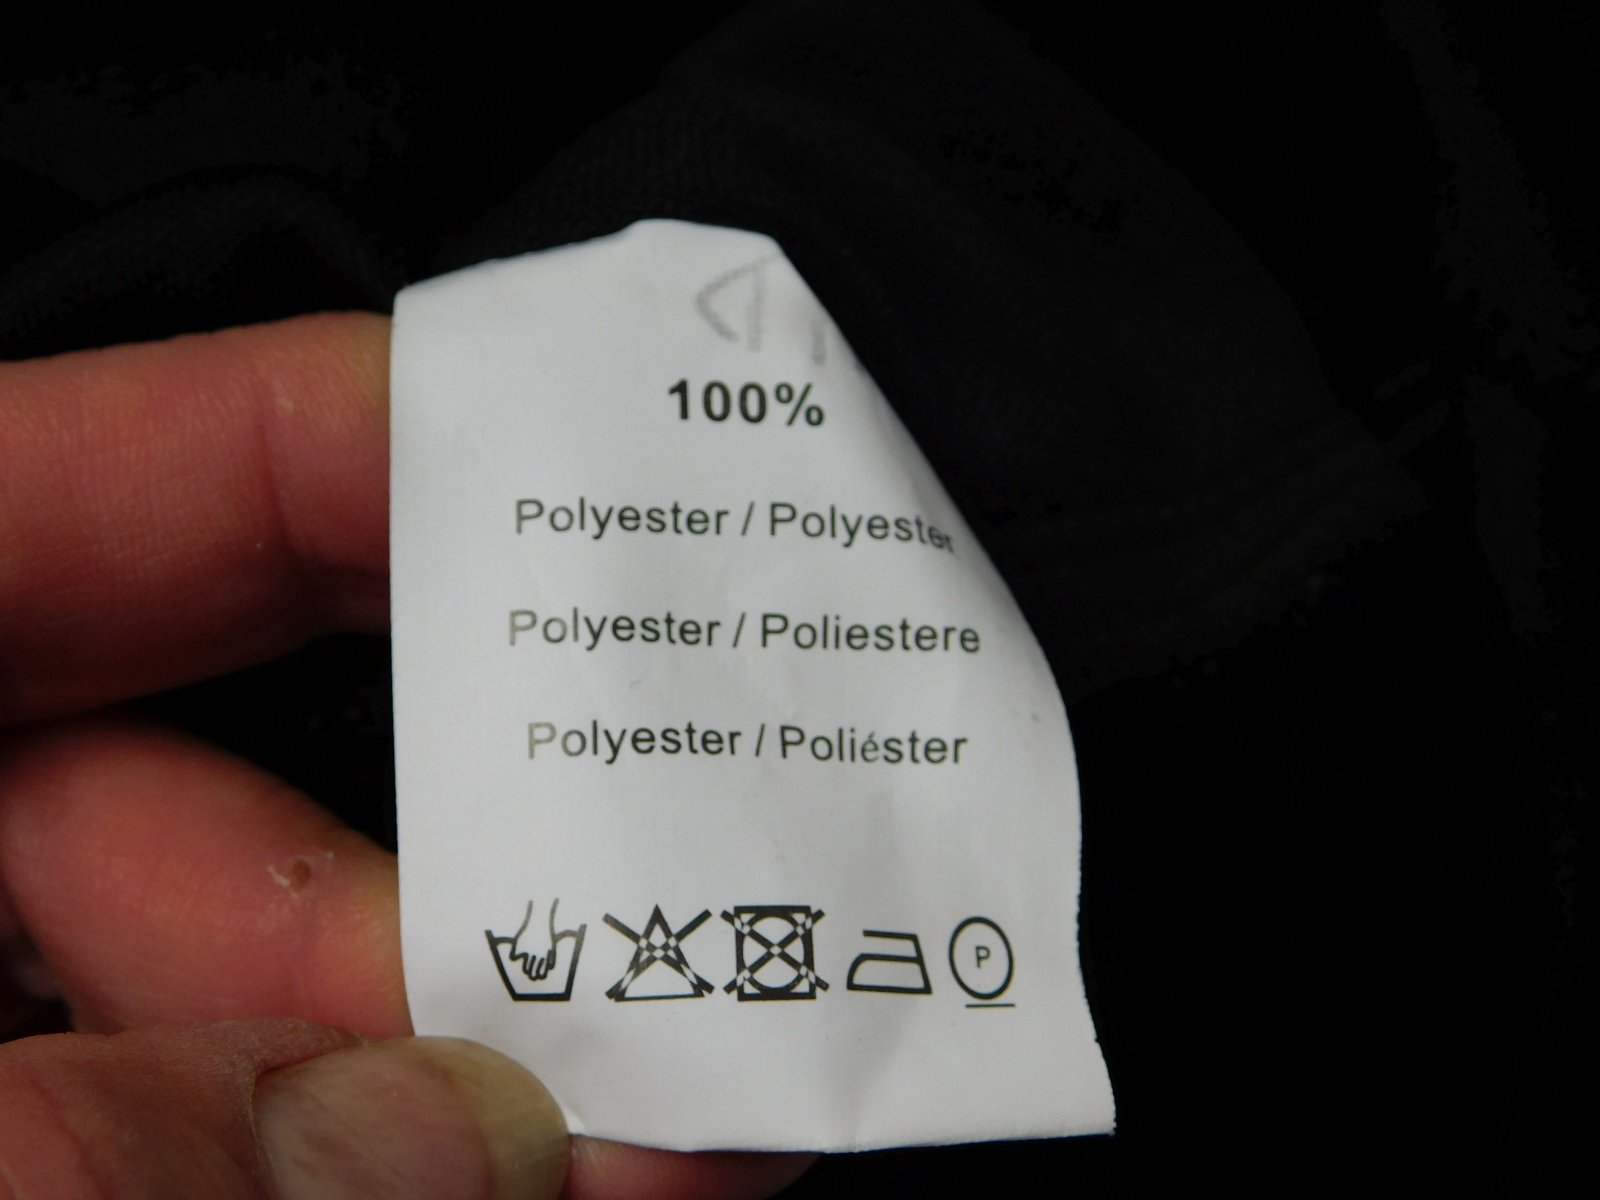 100%
Polyester / Polyester
Polyester / Poliestere
Polyester / Poliéster
P